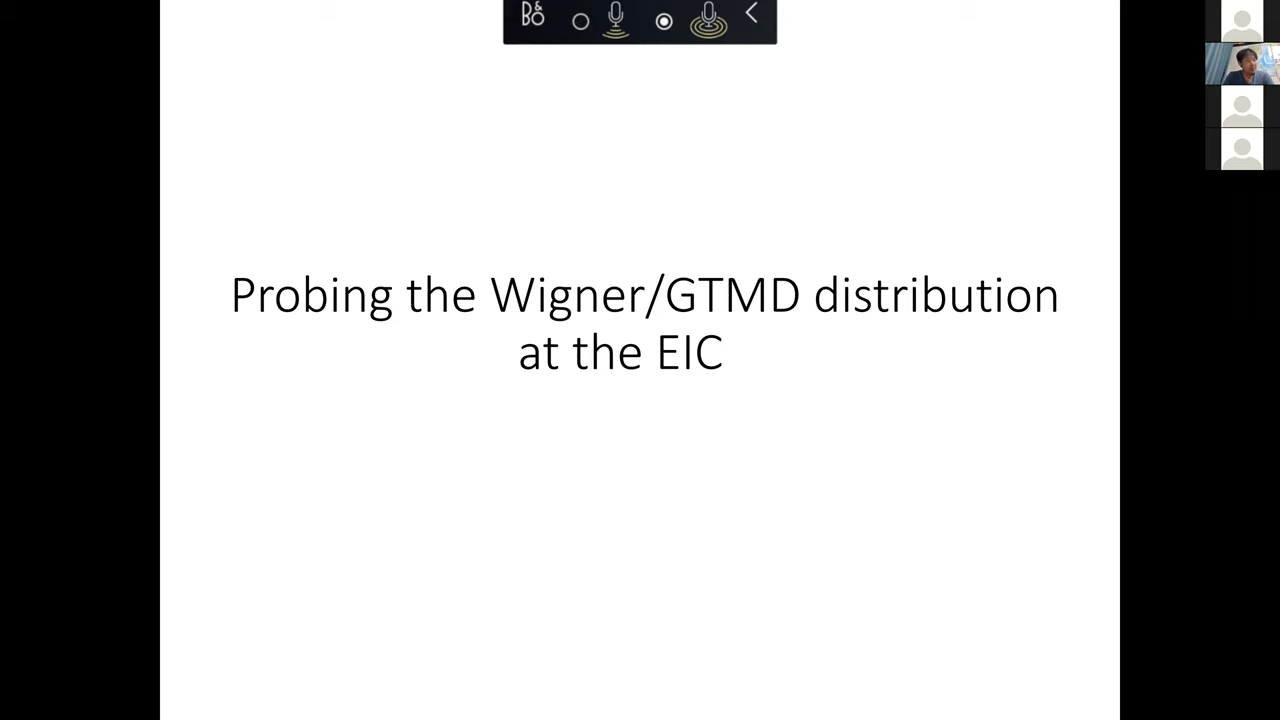 B&O
Probing the Wigner/GTMD distribution
at the EIC